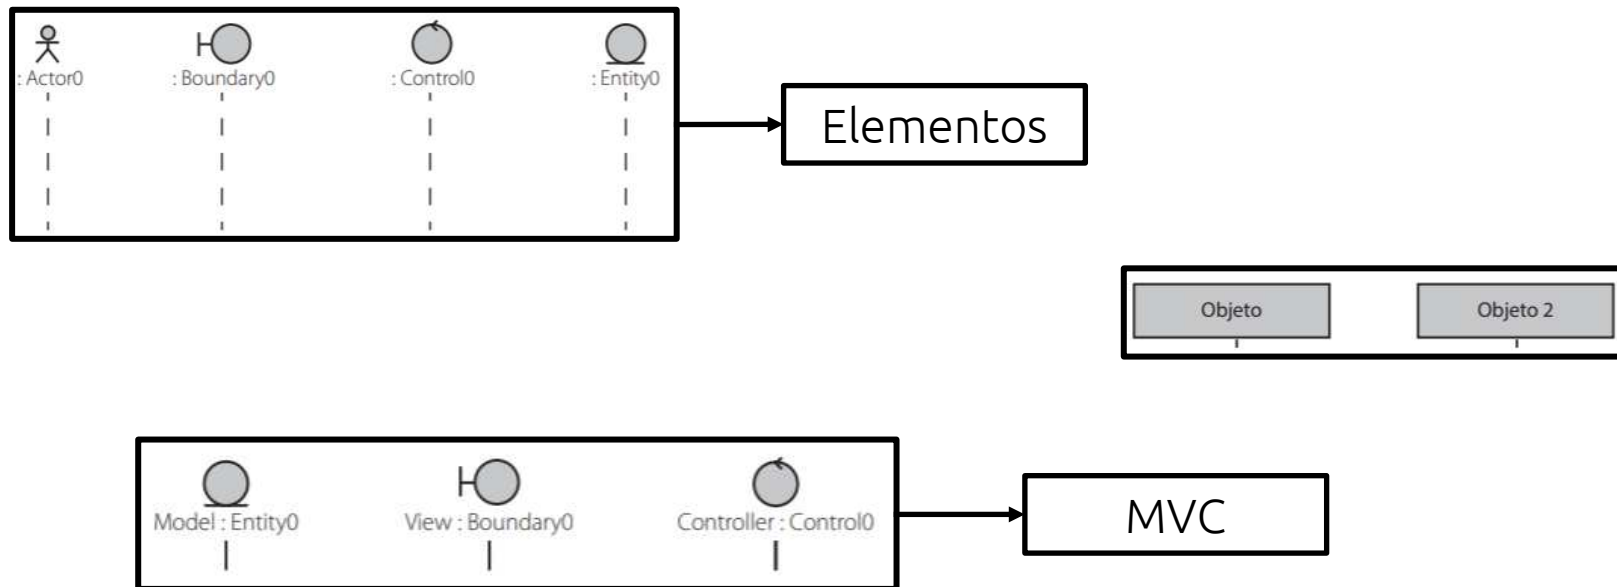 : Actor0
: Boundary0
: Control0
: Entity0
Elementos
Objeto
Objeto 2
Model : Entity0
View : Boundary0
Controller : Control0
MVC